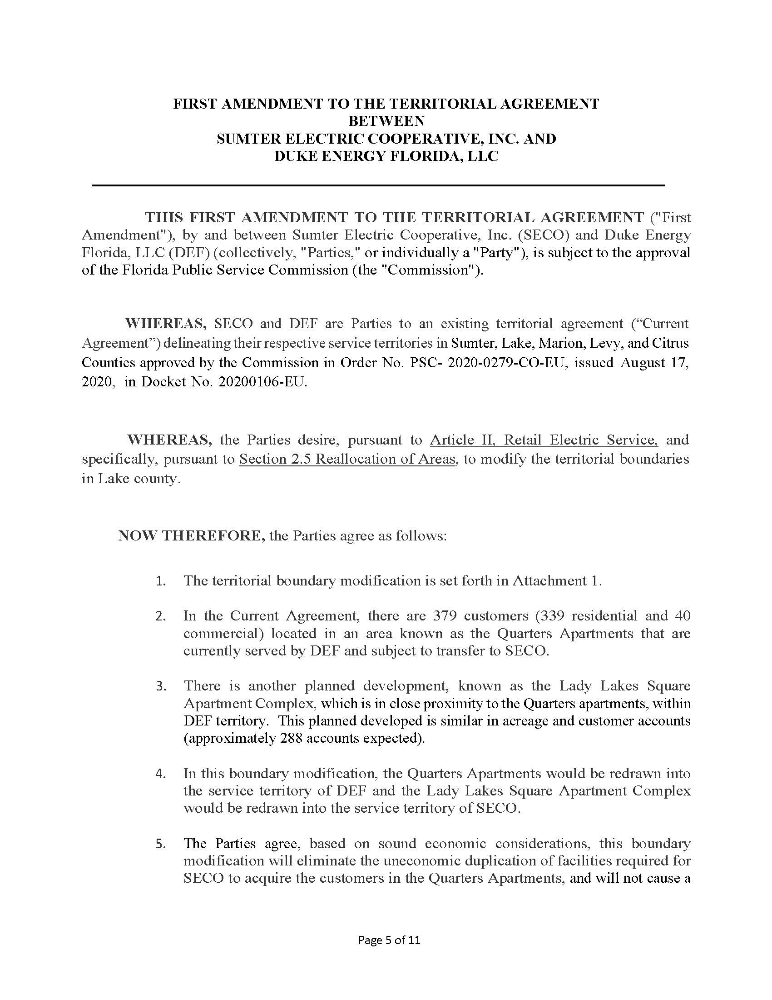 FIRST AMENDMENT TO THE TERRITORIAL AGREEMENT
BETWEEN
SUMTER ELECTRIC COOPERATIVE, INC. AND
DUKE ENERGY FLORIDA, LLC
THIS FIRST AMENDMENT TO THE TERRITORIAL AGREEMENT ("First
Amendment"), by and between Sumter Electric Cooperative, Inc. (SECO) and Duke Energy
Florida, LLC (DEF) (collectively, "Parties," or individually a "Party"), is subject to the approval
of the Florida Public Service Commission (the "Commission").
WHEREAS, SECO and DEF are Parties to an existing territorial agreement (“Current
Agreement”) delineating their respective service territories in Sumter, Lake, Marion, Levy, and Citrus
Counties approved by the Commission in Order No. PSC- 2020-0279-CO-EU, issued August 17,
2020, in Docket No. 20200106-EU.
WHEREAS, the Parties desire, pursuant to Article II, Retail Electric Service, and
specifically, pursuant to Section 2.5 Reallocation of Areas, to modify the territorial boundaries
in Lake county.
NOW THEREFORE, the Parties agree as follows:
1. The territorial boundary modification is set forth in Attachment 1.
2. In the Current Agreement, there are 379 customers (339 residential and 40
commercial) located in an area known as the Quarters Apartments that are
currently served by DEF and subject to transfer to SECO.
3. There is another planned development, known as the Lady Lakes Square
Apartment Complex, which is in close proximity to the Quarters apartments, within
DEF territory. This planned developed is similar in acreage and customer accounts
(approximately 288 accounts expected).
4. In this boundary modification, the Quarters Apartments would be redrawn into
the service territory of DEF and the Lady Lakes Square Apartment Complex
would be redrawn into the service territory of SECO.
5. The Parties agree, based on sound economic considerations, this boundary
modification will eliminate the uneconomic duplication of facilities required for
SECO to acquire the customers in the Quarters Apartments, and will not cause a
Page 5 of 11